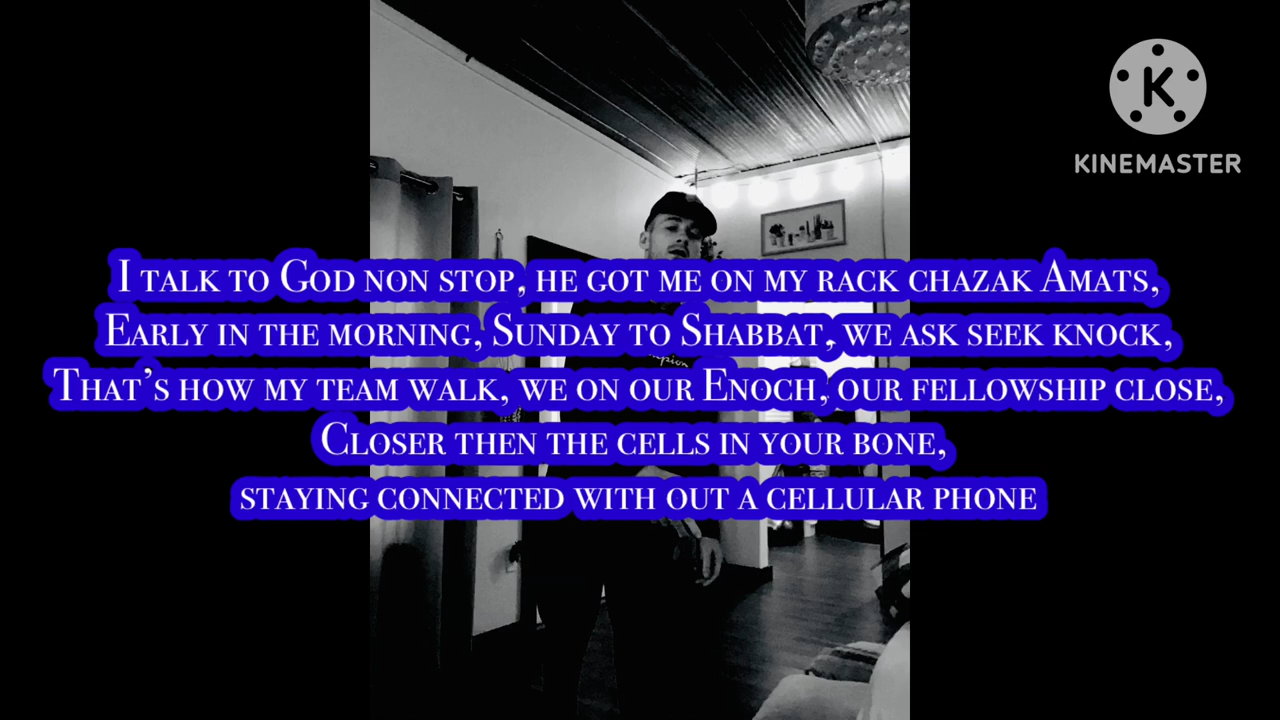 K
KINEMASTER
I talk to God non stop, he got me on my rack chazak Amats,
Early in the morning, Sunday to Shabbat, we ask seek knock,
That's how my team walk, we on our Enoch, our fellowship close,
Closer then the cells in your bone,
staying connected with out a cellular phone